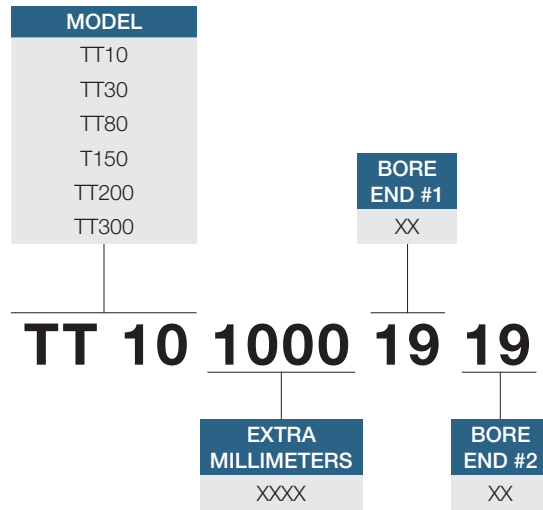 MODEL
TT10
TT30
TT80
T150
TT200
TT300
BORE
END #1
XX
TT 10 1000 19 19
EXTRA
MILLIMETERS
XXXX
BORE
END #2
XX